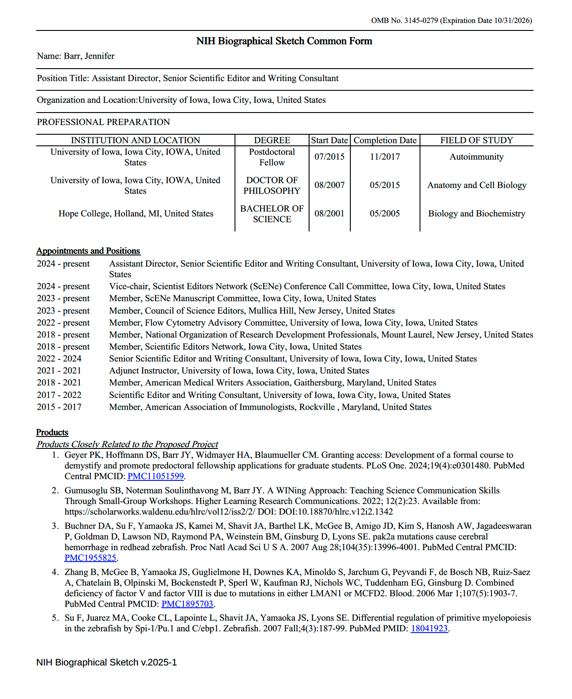 OMB No. 3145-0279 (Expiration Date 10/31/2026)
NIH Biographical Sketch Common Form
Name: Barr, Jennifer
Position Title: Assistant Director, Senior Scientific Editor and Writing Consultant
Organization and Location:University of Iowa, Iowa City, Iowa, United States
PROFESSIONAL PREPARATION
INSTITUTION AND LOCATION DEGREE Start Date Completion Date FIELD OF STUDY
University of Iowa, Iowa City, IOWA, United States Postdoctoral Fellow 07/2015 11/2017 Autoimmunity
University of Iowa, Iowa City, IOWA, United States DOCTOR OF PHILOSOPHY 08/2007 05/2015 Anatomy and Cell Biology
Hope College, Holland, MI, United States BACHELOR OF SCIENCE 08/2001 05/2005 Biology and Biochemistry
Appointments and Positions
2024 - present Assistant Director, Senior Scientific Editor and Writing Consultant, University of Iowa, Iowa City, Iowa, United
States
2024 - present Vice-chair, Scientist Editors Network (ScENe) Conference Call Committee, Iowa City, Iowa, United States
2023 - present Member, ScENe Manuscript Committee, Iowa City, Iowa, United States
2023 - present Member, Council of Science Editors, Mullica Hill, New Jersey, United States
2022 - present Member, Flow Cytometry Advisory Committee, University of Iowa, Iowa City, Iowa, United States
2018 - present Member, National Organization of Research Development Professionals, Mount Laurel, New Jersey, United States
2018 - present Member, Scientific Editors Network, Iowa City, Iowa, United States
2022 - 2024 Senior Scientific Editor and Writing Consultant, University of Iowa, Iowa City, Iowa, United States
2021 - 2021 Adjunct Instructor, University of Iowa, Iowa City, Iowa, United States
2018 - 2021 Member, American Medical Writers Association, Gaithersburg, Maryland, United States
2017 - 2022 Scientific Editor and Writing Consultant, University of Iowa, Iowa City, Iowa, United States
2015 - 2017 Member, American Association of Immunologists, Rockville , Maryland, United States
Products
Products Closely Related to the Proposed Project
1. Geyer PK, Hoffmann DS, Barr JY, Widmayer HA, Blaumueller CM. Granting access: Development of a formal course to
demystify and promote predoctoral fellowship applications for graduate students. PLoS One. 2024;19(4):e0301480. PubMed
Central PMCID: PMC11051599.
2. Gumusoglu SB, Noterman Soulinthavong M, Barr JY. A WINing Approach: Teaching Science Communication Skills
Through Small-Group Workshops. Higher Learning Research Communications. 2022; 12(2):23. Available from:
https://scholarworks.waldenu.edu/hlrc/vol12/iss2/2/ DOI: DOI:10.18870/hlrc.v12i2.1342
3. Buchner DA, Su F, Yamaoka JS, Kamei M, Shavit JA, Barthel LK, McGee B, Amigo JD, Kim S, Hanosh AW, Jagadeeswaran
P, Goldman D, Lawson ND, Raymond PA, Weinstein BM, Ginsburg D, Lyons SE. pak2a mutations cause cerebral
hemorrhage in redhead zebrafish. Proc Natl Acad Sci U S A. 2007 Aug 28;104(35):13996-4001. PubMed Central PMCID:
PMC1955825.
4. Zhang B, McGee B, Yamaoka JS, Guglielmone H, Downes KA, Minoldo S, Jarchum G, Peyvandi F, de Bosch NB, Ruiz-Saez
A, Chatelain B, Olpinski M, Bockenstedt P, Sperl W, Kaufman RJ, Nichols WC, Tuddenham EG, Ginsburg D. Combined
deficiency of factor V and factor VIII is due to mutations in either LMAN1 or MCFD2. Blood. 2006 Mar 1;107(5):1903-7.
PubMed Central PMCID: PMC1895703.
5. Su F, Juarez MA, Cooke CL, Lapointe L, Shavit JA, Yamaoka JS, Lyons SE. Differential regulation of primitive myelopoiesis
in the zebrafish by Spi-1/Pu.1 and C/ebp1. Zebrafish. 2007 Fall;4(3):187-99. PubMed PMID: 18041923.
NIH Biographical Sketch v.2025-1